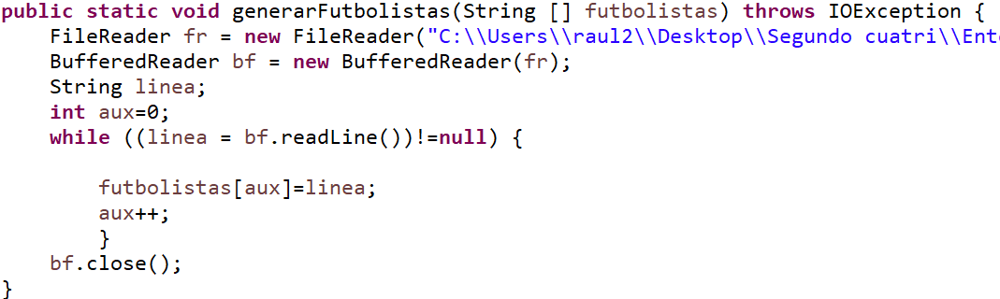 public static void generarFutbolistas(String [] futbolistas) throws IOException {
FileReader fr = new FileReader("C:\\Users\\raul2\\Desktop\\Segundo cuatri\\Ent
BufferedReader bf = new BufferedReader(fr);
String linea;
int aux=0;
while ((linea = bf.readLine())!=null) {
futbolistas[aux]=linea;
aux++;
}
bf.close();
}